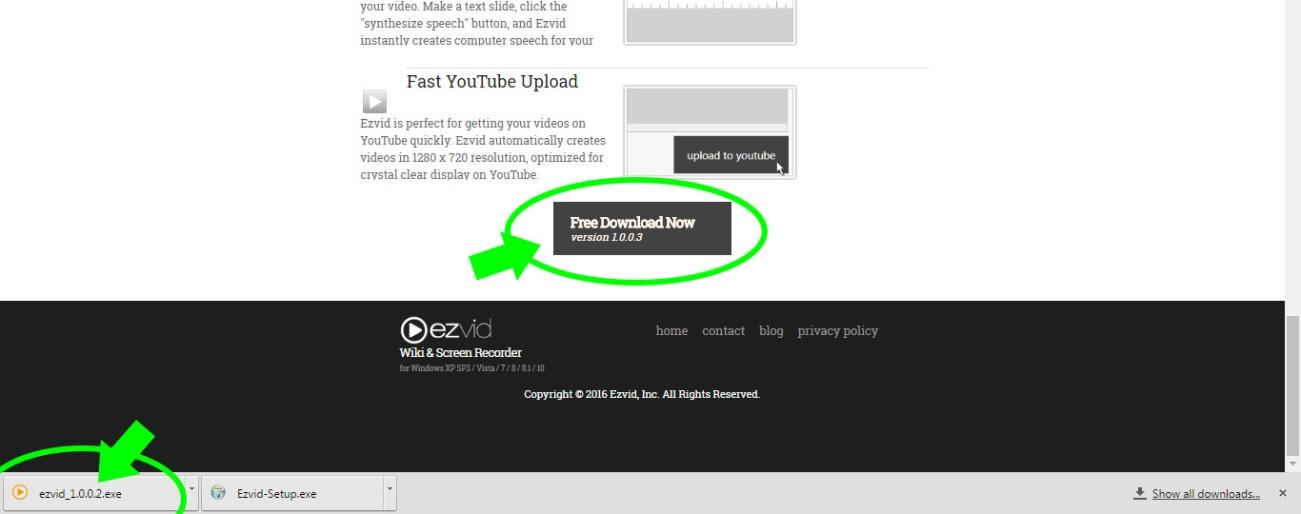 your video. Make a text slide, click the
"synthesize speech" button, and Ezvid
instantly creates computer speech for your
Fast YouTube Upload
Ezvid is perfect for getting your videos on
YouTube quickly. Ezvid automatically creates
videos in 1280 x 720 resolution, optimized for
crystal clear display on YouTube.
upload to youtube
Free Download Now
version 1.0.0.3
ezvid
home contact blog privacy policy
Wiki & Screen Recorder
for Windows XP SP3 / Vista / 7 / 8 / 8.1 / 10
Copyright © 2016 Ezvid, Inc. All Rights Reserved.
ezvid_1.0.0.2.exe
Ezvid-Setup.exe
Show all downloads...